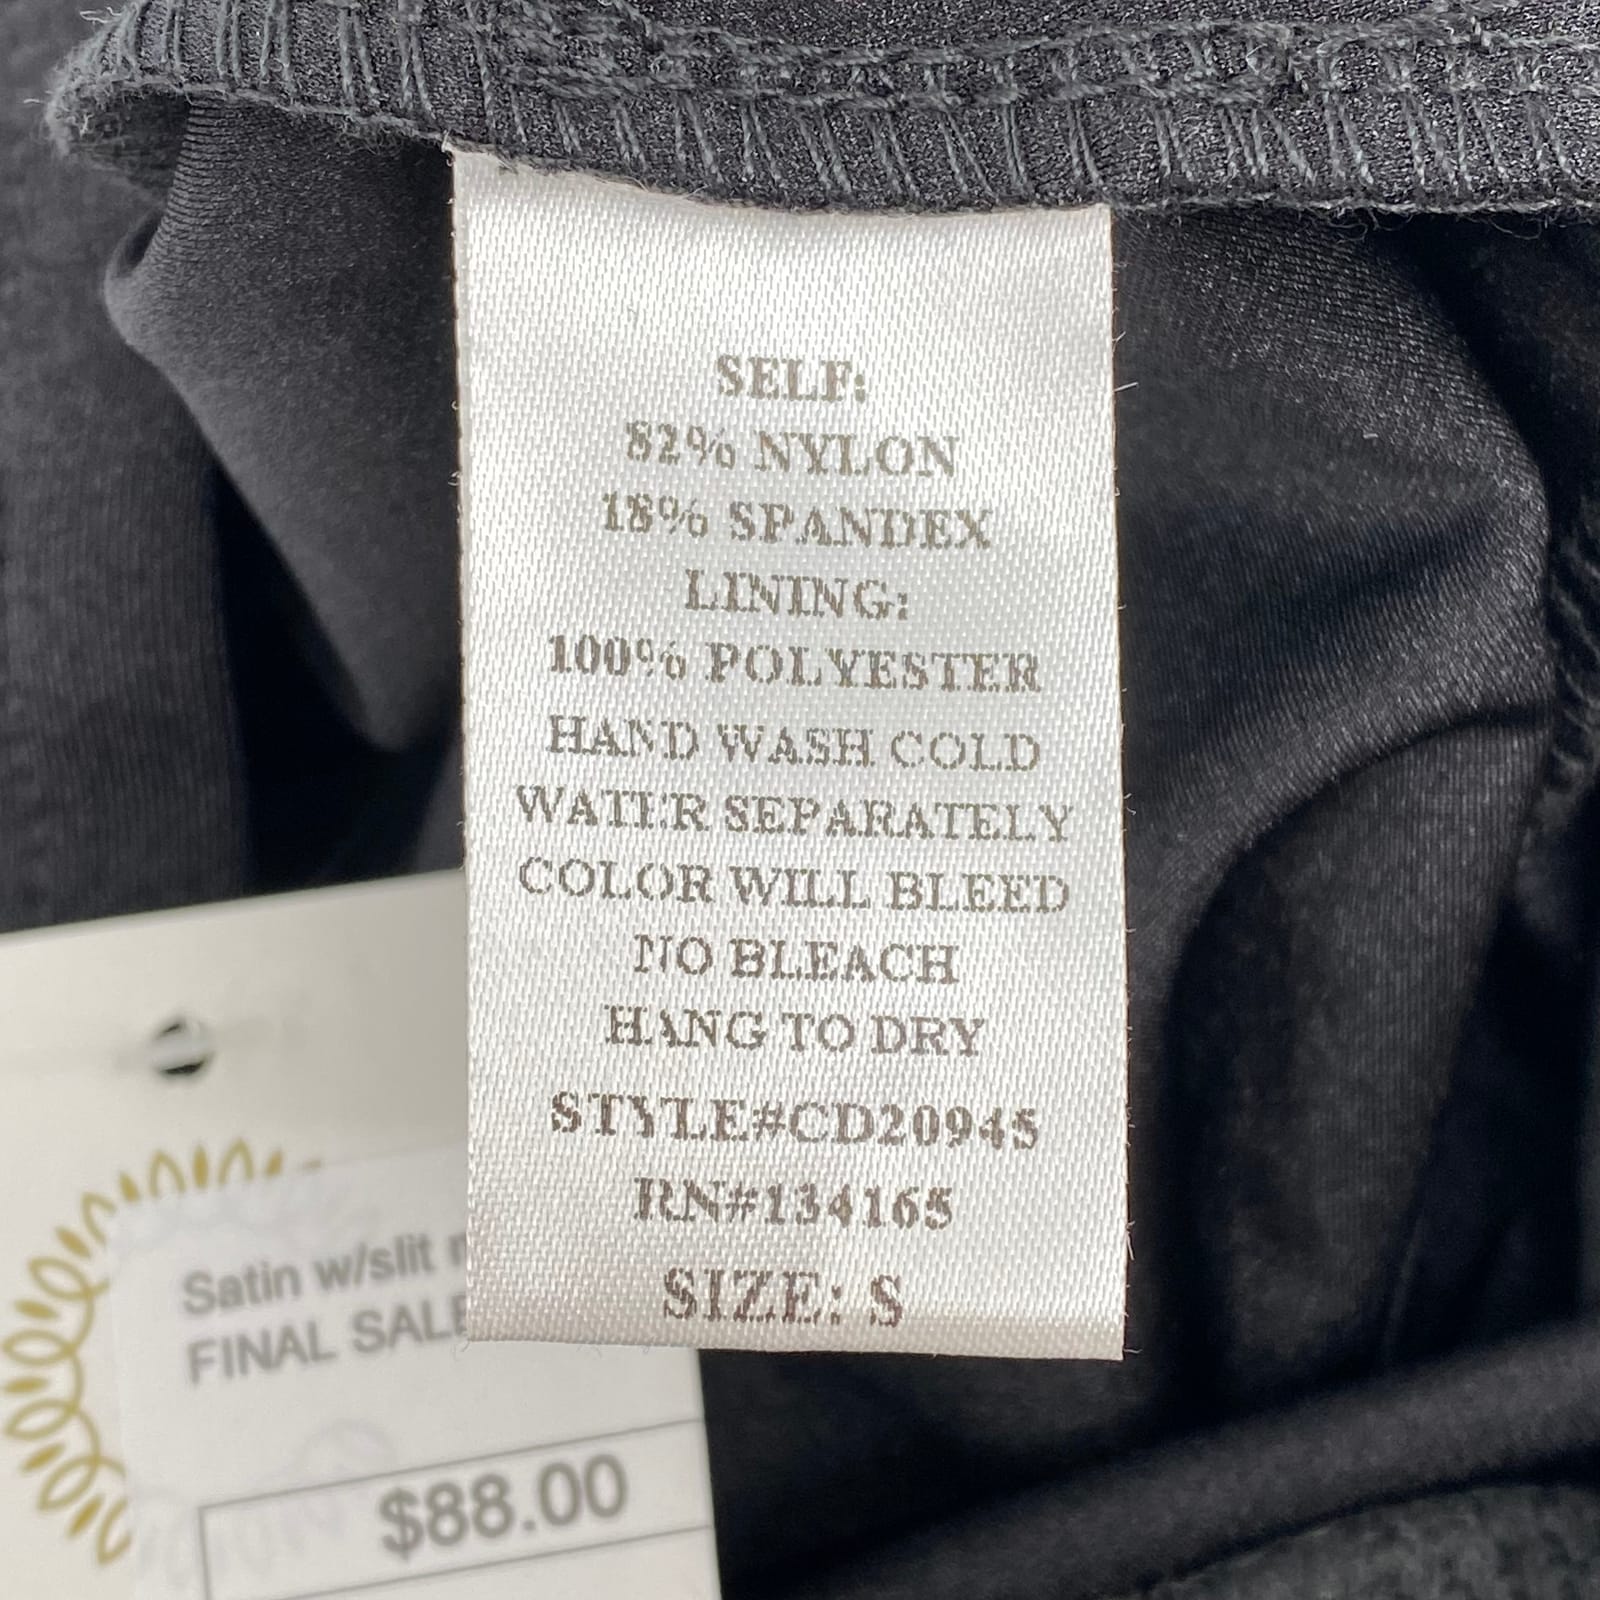 SELF:
82% NYLON
18% SPANDEX
LINING:
100% POLYESTER
HAND WASH COLD
WATER SEPARATELY
COLOR WILL BLEED
NO BLEACH
HANG TO DRY
STYLE#CD20945
RN#134165
SIZE: S
Satin w/slit
FINAL SALE
$88.00